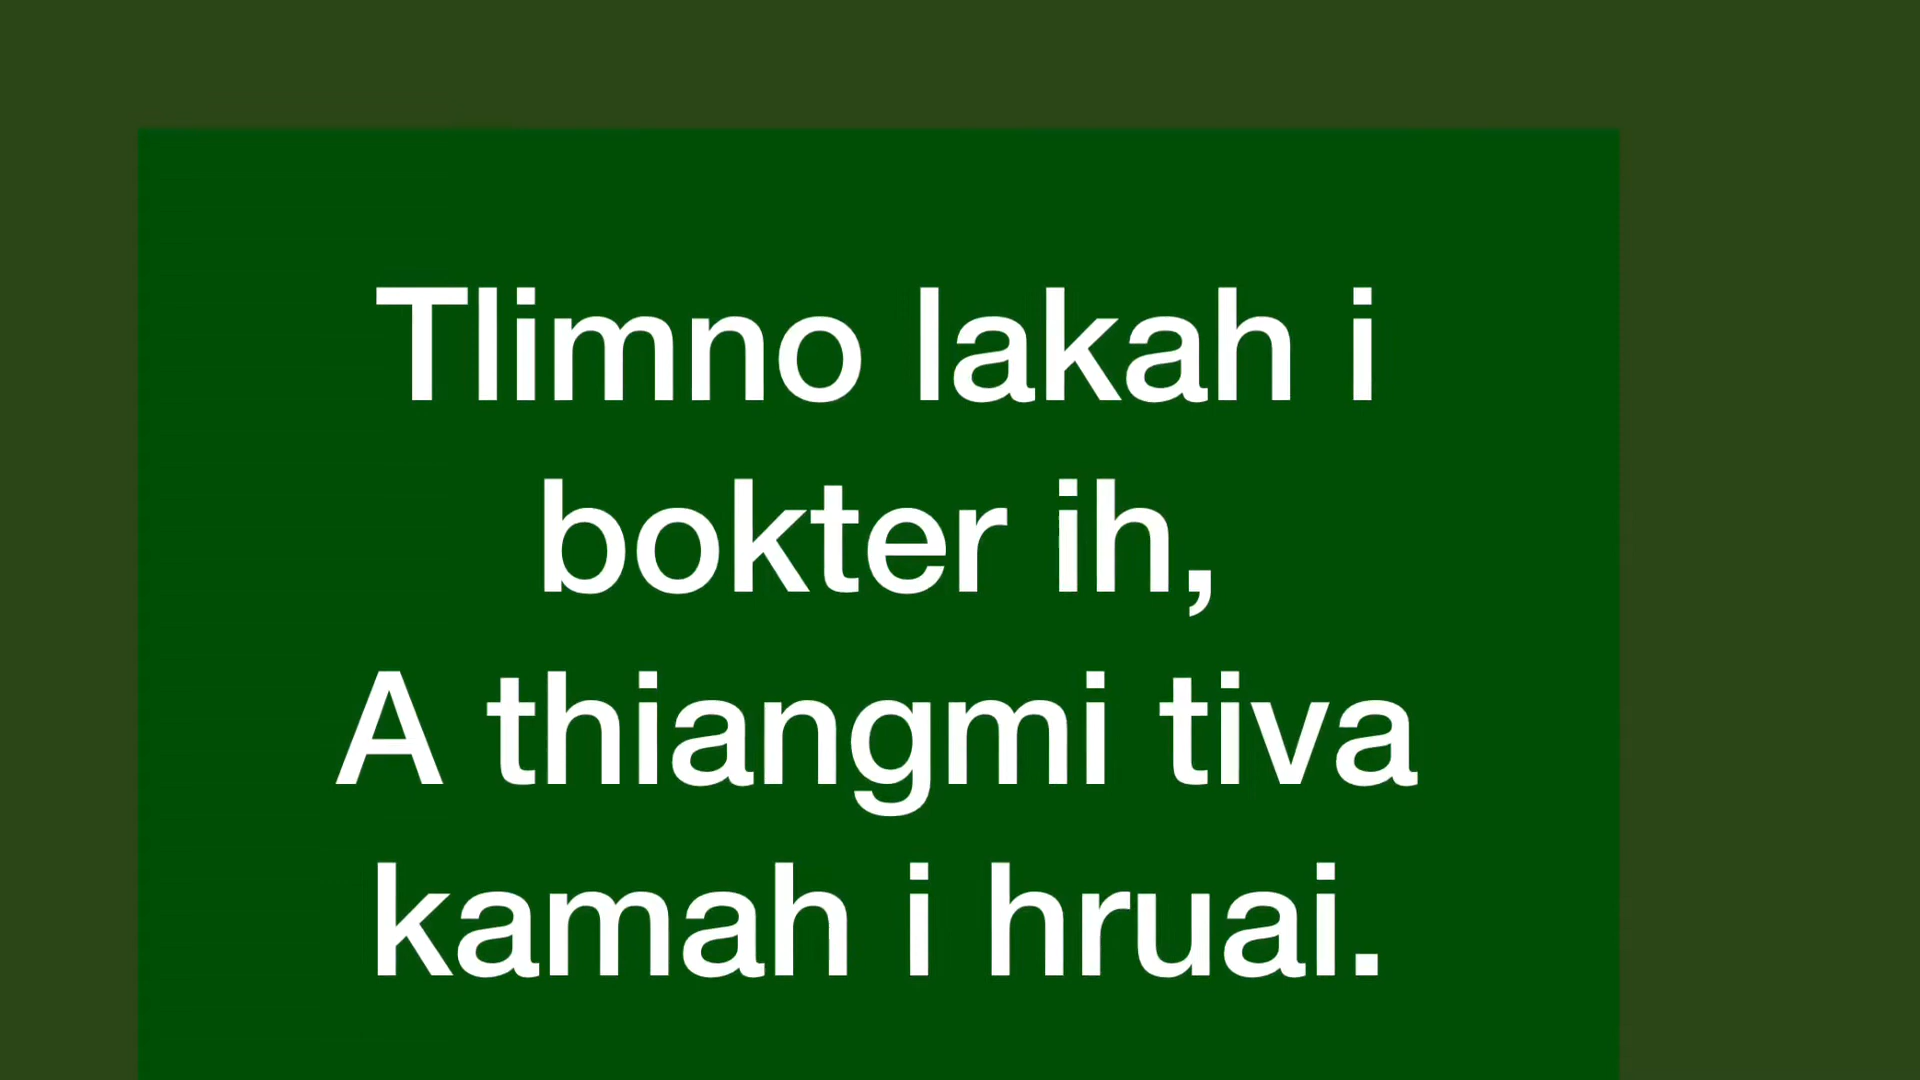 Tlimno lakah i
bokter ih,
A thiangmi tiva
kamah i hruai.